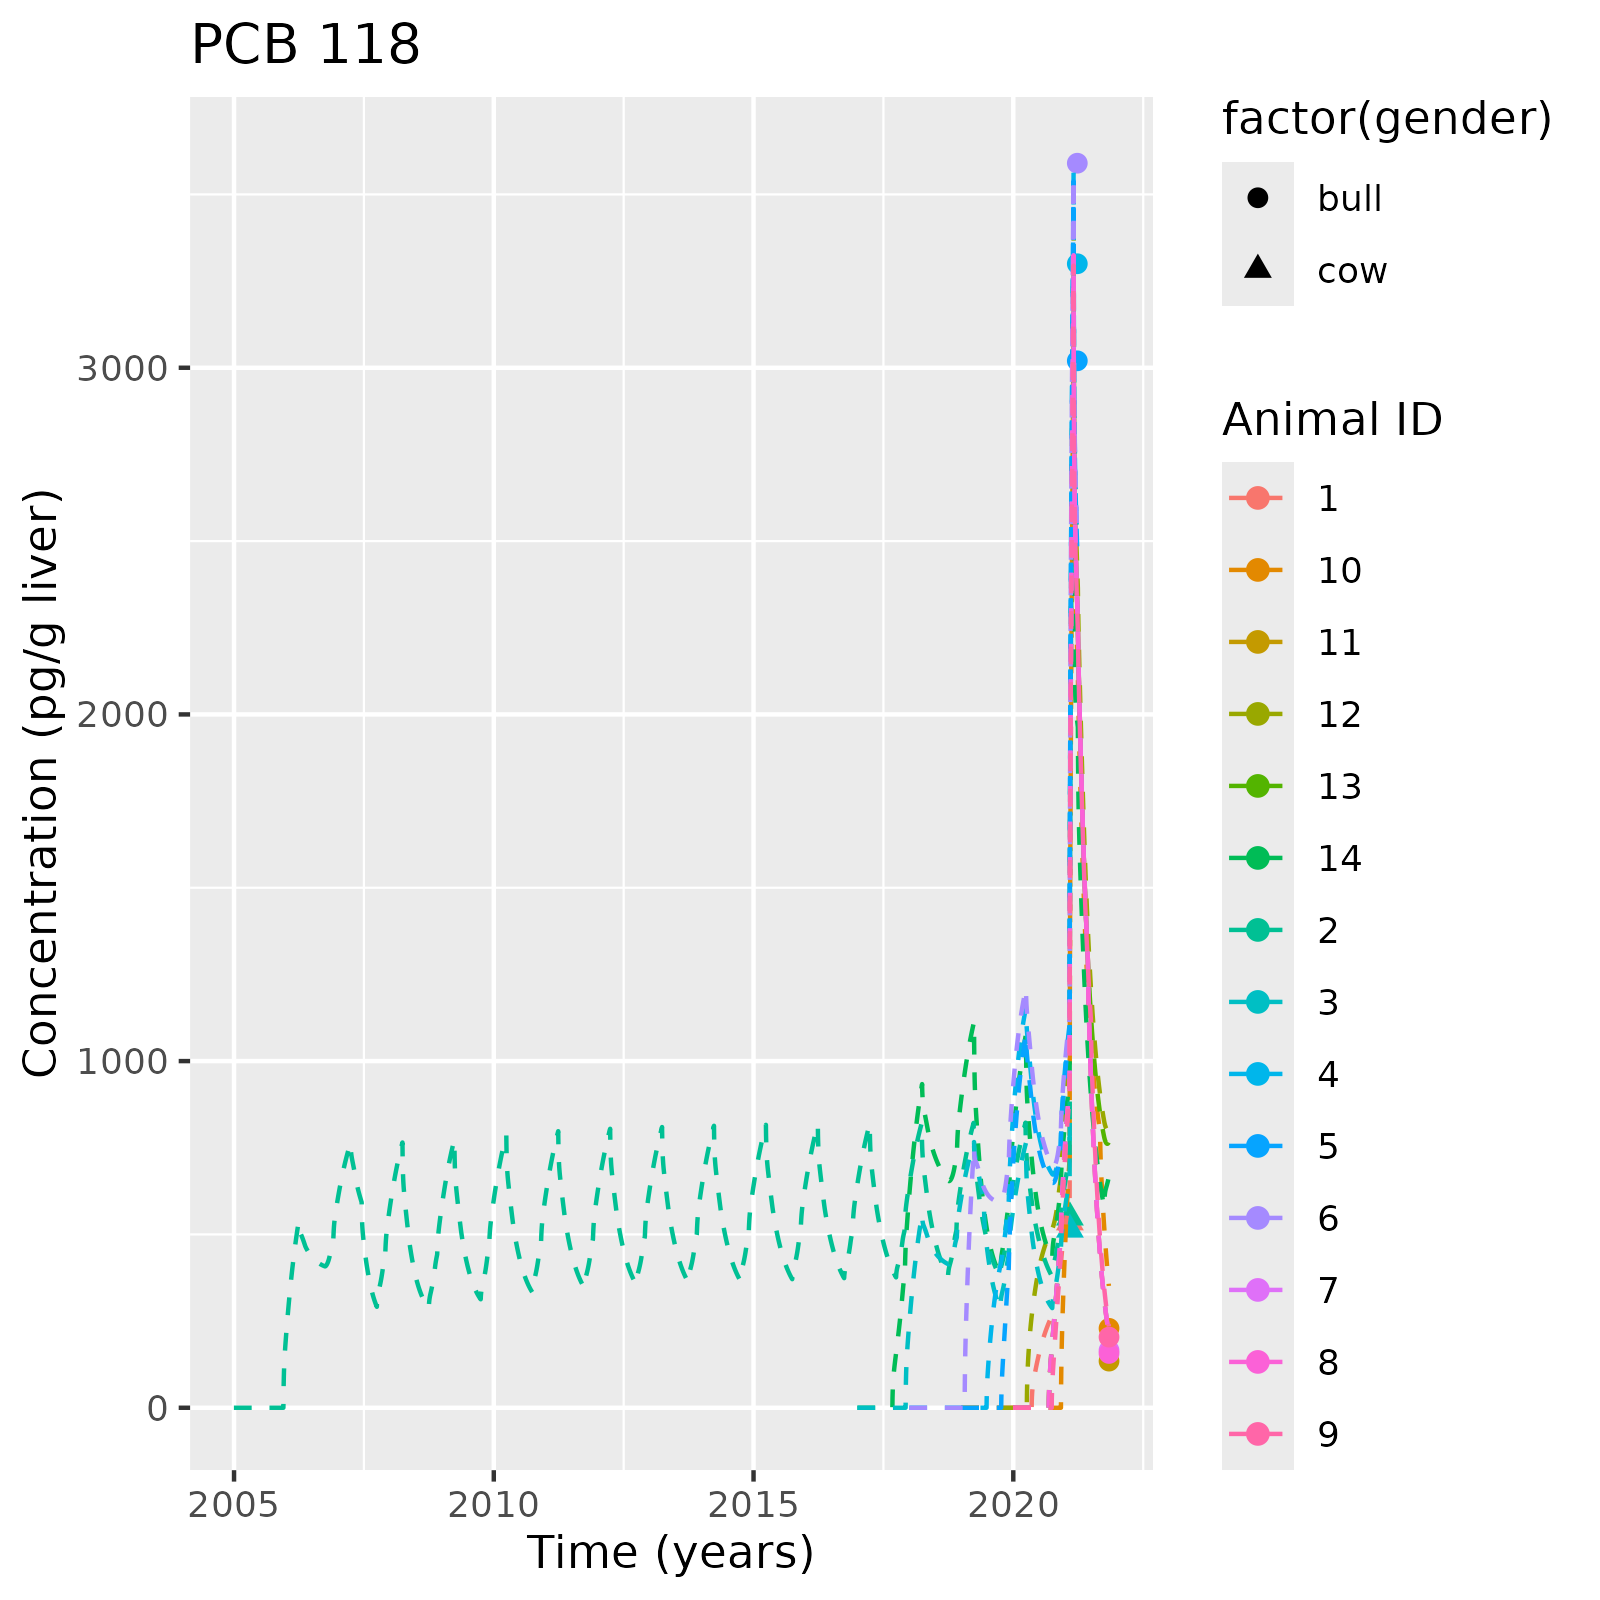 PCB 118
factor(gender)
bull
cow
Animal ID
1
10
11
12
13
14
2
3
4
5
6
7
8
9
Concentration (pg/g liver)
3000
2000
1000
0
2005 2010 2015 2020
Time (years)